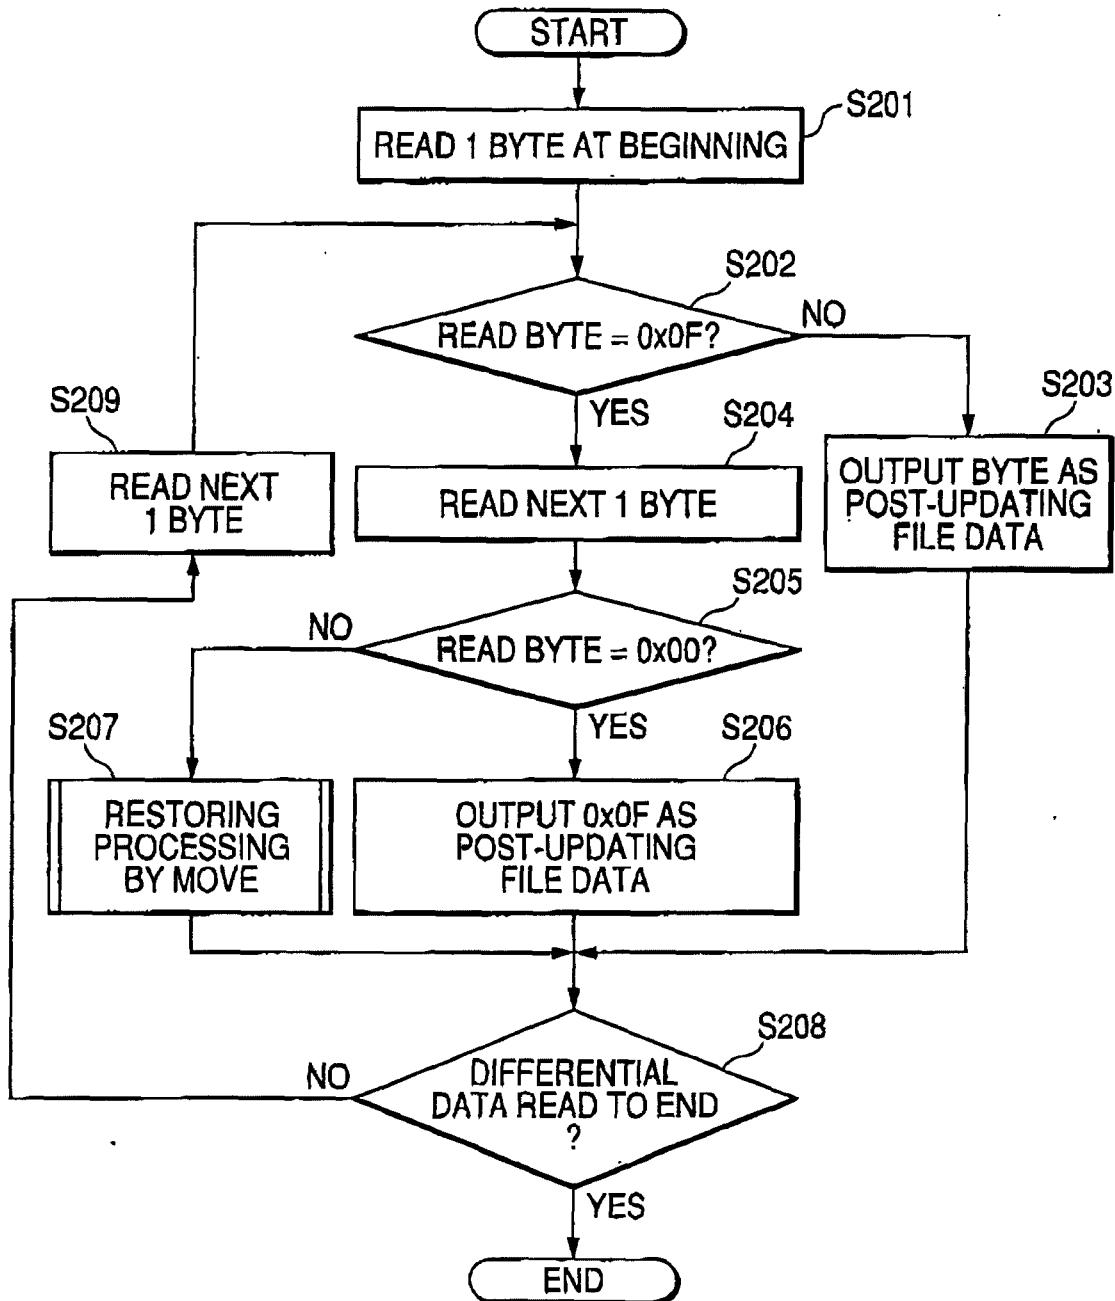 START
S201
READ 1 BYTE AT BEGINNING
S202
READ BYTE = 0x0F?
NO
YES
S209
READ NEXT
1 BYTE
S204
READ NEXT 1 BYTE
S203
OUTPUT BYTE AS
POST-UPDATING
FILE DATA
S205
READ BYTE = 0x00?
NO
YES
S207
RESTORING
PROCESSING
BY MOVE
S206
OUTPUT 0x0F AS
POST-UPDATING
FILE DATA
S208
DIFFERENTIAL
DATA READ TO END
?
NO
YES
END